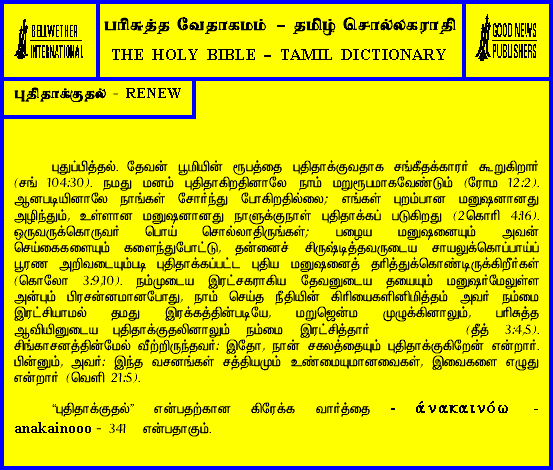 BELLWETHER
INTERNATIONAL
பரிசுத்த வேதாகமம் – தமிழ் சொல்லகராதி
THE HOLY BIBLE – TAMIL DICTIONARY
GOOD NEWS
PUBLISHERS
புதிதாக்குதல் - RENEW
புதுப்பித்தல். தேவன் பூமியின் ரூபத்தை புதிதாக்குவதாக சங்கீதக்காரர் கூறுகிறார்
(சங் 104:30). நமது மனம் புதிதாகிறதினாலே நாம் மறுரூபமாகவேண்டும் (ரோம 12:2).
ஆனபடியினாலே நாங்கள் சோர்ந்து போகிறதில்லை; எங்கள் புறம்பான மனுஷனானது
அழிந்தும், உள்ளான மனுஷனானது நாளுக்குநாள் புதிதாக்கப் படுகிறது (2கொரி 4:16).
ஒருவருக்கொருவர் பொய் சொல்லாதிருங்கள்; பழைய மனுஷனையும் அவன்
செய்கைகளையும் களைந்துபோட்டு, தன்னைச் சிருஷ்டித்தவருடைய சாயலுக்கொப்பாய்ப்
பூரண அறிவடையும்படி புதிதாக்கப்பட்ட புதிய மனுஷனைத் தரித்துக்கொண்டிருக்கிறீர்கள்
(கொலோ 3:9,10). நம்முடைய இரட்சகராகிய தேவனுடைய தயையும் மனுஷர்மேலுள்ள
அன்பும் பிரசன்னமானபோது, நாம் செய்த நீதியின் கிரியைகளினிமித்தம் அவர் நம்மை
இரட்சியாமல் தமது இரக்கத்தின்படியே, மறுஜென்ம முழுக்கினாலும், பரிசுத்த
ஆவியினுடைய புதிதாக்குதலினாலும் நம்மை இரட்சித்தார் (தீத் 3:4,5).
சிங்காசனத்தின்மேல் வீற்றிருந்தவர்: இதோ, நான் சகலத்தையும் புதிதாக்குகிறேன் என்றார்.
பின்னும், அவர்: இந்த வசனங்கள் சத்தியமும் உண்மையுமானவைகள், இவைகளை எழுது
என்றார் (வெளி 21:5).
“புதிதாக்குதல்” என்பதற்கான கிரேக்க வார்த்தை - άνακαινόω -
anakainooo - 341 என்பதாகும்.